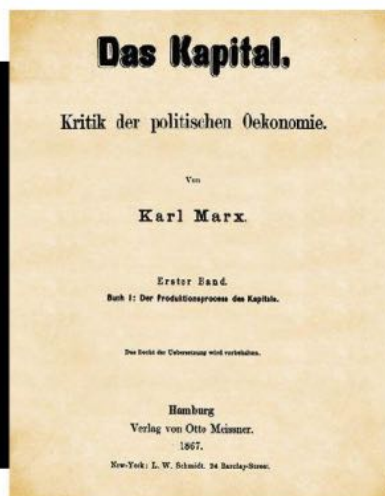 Das Kapital.
Kritik der politischen Oekonomie.
Von
Karl Marx.
Erster Band.
Buch I: Der Produktionsprocess des Kapitals.
Das Recht der Uebersetzung wird vorbehalten.
Hamburg
Verlag von Otto Meissner.
1867.
New-York: L. W. Schmidt. 24 Barclay-Street.